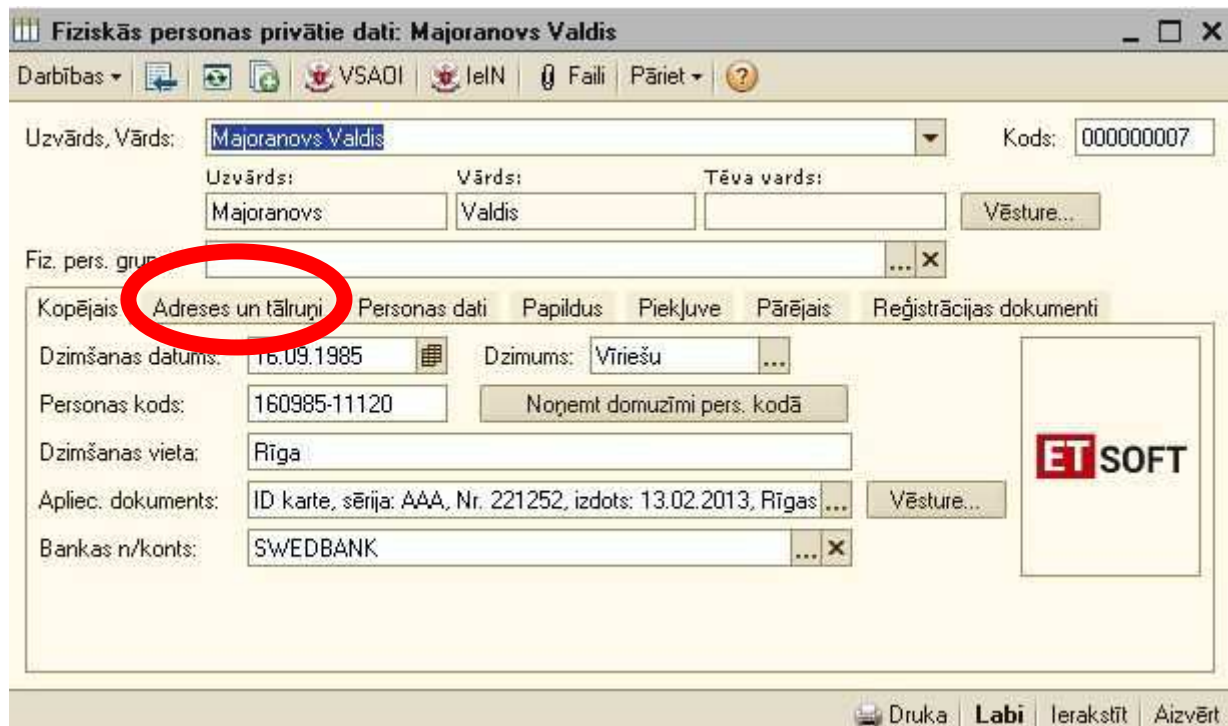 Fiziskās personas privātie dati: Majoranovs Valdis
Darbības VSAOI IeIN Faili Pāriet ?
Uzvārds, Vārds: Majoranovs Valdis Kods: 000000007
Uzvārds: Vārds: Tēva vards:
Majoranovs Valdis Vēsture...
Fiz. pers. grup
Kopējais Adreses un tālruņi Personas dati Papildus Piekļuve Pārējais Reģistrācijas dokumenti
Dzimšanas datums: 16.09.1985 Dzimums: Vīriešu ...
Personas kods: 160985-11120 Noņemt domuzīmi pers. kodā
Dzimšanas vieta: Rīga
ET SOFT
Apliec. dokuments: ID karte, sērija: AAA, Nr. 221252, izdots: 13.02.2013, Rīgas ... Vēsture...
Bankas n/konts: SWEDBANK ...
Druka Labi Ierakstīt Aizvērt